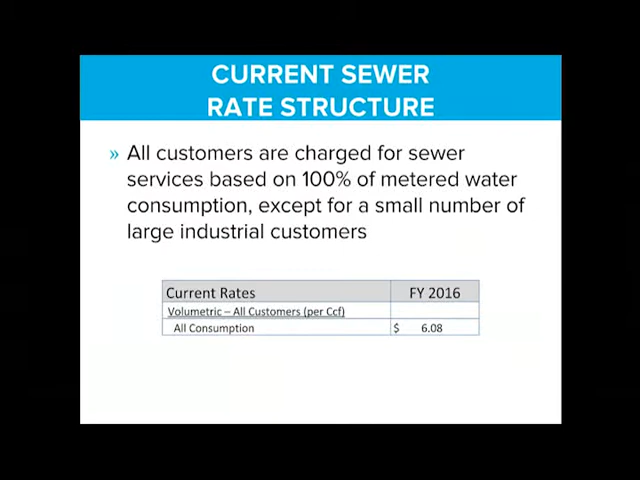 CURRENT SEWER
RATE STRUCTURE
» All customers are charged for sewer
services based on 100% of metered water
consumption, except for a small number of
large industrial customers
Current Rates FY 2016
Volumetric – All Customers (per Ccf)
All Consumption $ 6.08